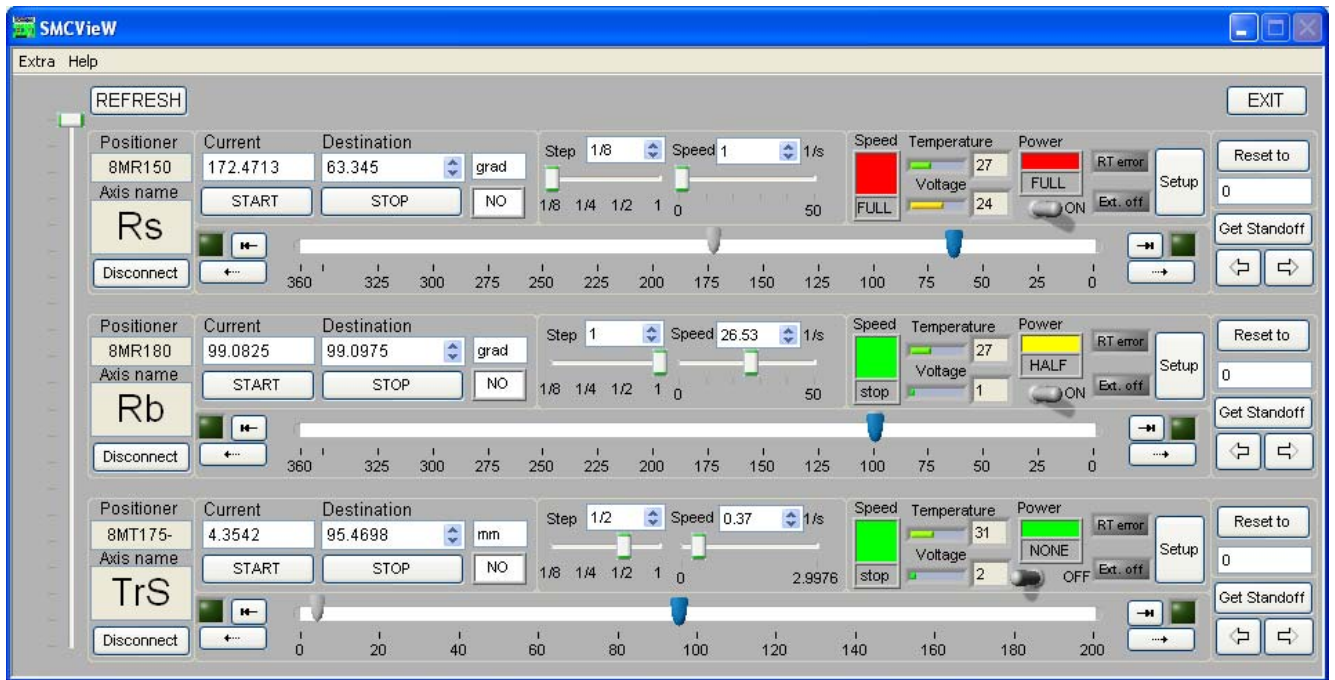 SMCVieW
Extra Help
REFRESH
EXIT
Positioner Current Destination Step 1/8 Speed 1 1/s Speed Temperature Power
8MR150 172.4713 63.345 grad 27 RT error Reset to
Axis name START STOP NO 1/8 1/4 1/2 1 0 50 Voltage FULL Setup 0
Rs FULL 24 ON Ext. off Get Standoff
Disconnect
360 325 300 275 250 225 200 175 150 125 100 75 50 25 0
Positioner Current Destination Step 1 Speed 26.53 1/s Speed Temperature Power
8MR180 99.0825 99.0975 grad 27 RT error Reset to
Axis name START STOP NO 1/8 1/4 1/2 1 0 50 Voltage HALF Setup 0
Rb stop 1 ON Ext. off Get Standoff
Disconnect
360 325 300 275 250 225 200 175 150 125 100 75 50 25 0
Positioner Current Destination Step 1/2 Speed 0.37 1/s Speed Temperature Power
8MT175- 4.3542 95.4698 mm 31 RT error Reset to
Axis name START STOP NO 1/8 1/4 1/2 1 0 2.9976 Voltage NONE Setup 0
TrS stop 2 OFF Ext. off Get Standoff
Disconnect
0 20 40 60 80 100 120 140 160 180 200